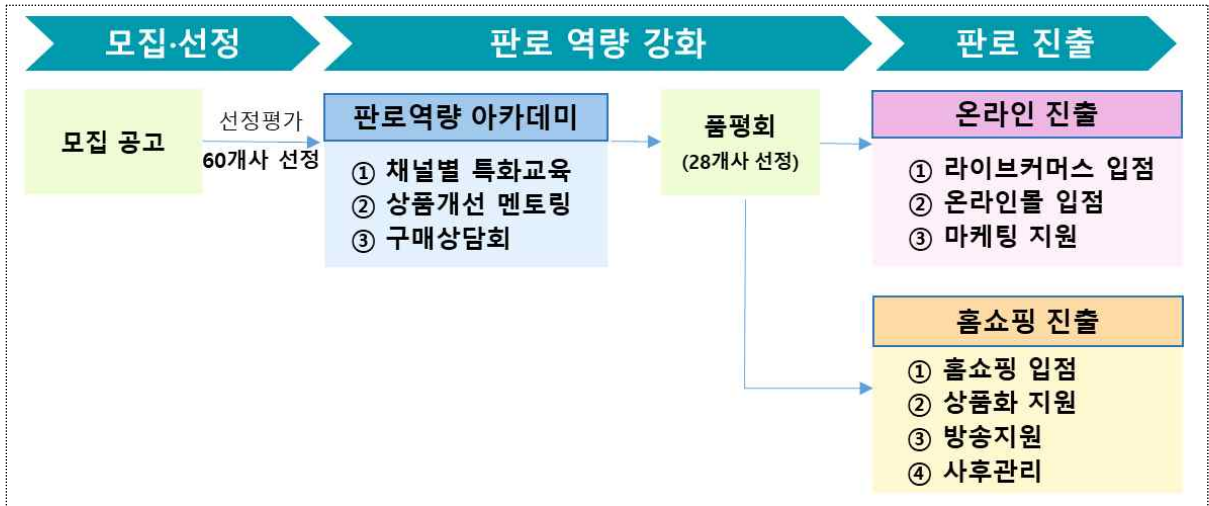 모집·선정
판로 역량 강화
판로 진출
모집 공고
선정평가
60개사 선정
판로역량 아카데미
① 채널별 특화교육
② 상품개선 멘토링
③ 구매상담회
품평회
(28개사 선정)
온라인 진출
① 라이브커머스 입점
② 온라인몰 입점
③ 마케팅 지원
홈쇼핑 진출
① 홈쇼핑 입점
② 상품화 지원
③ 방송지원
④ 사후관리